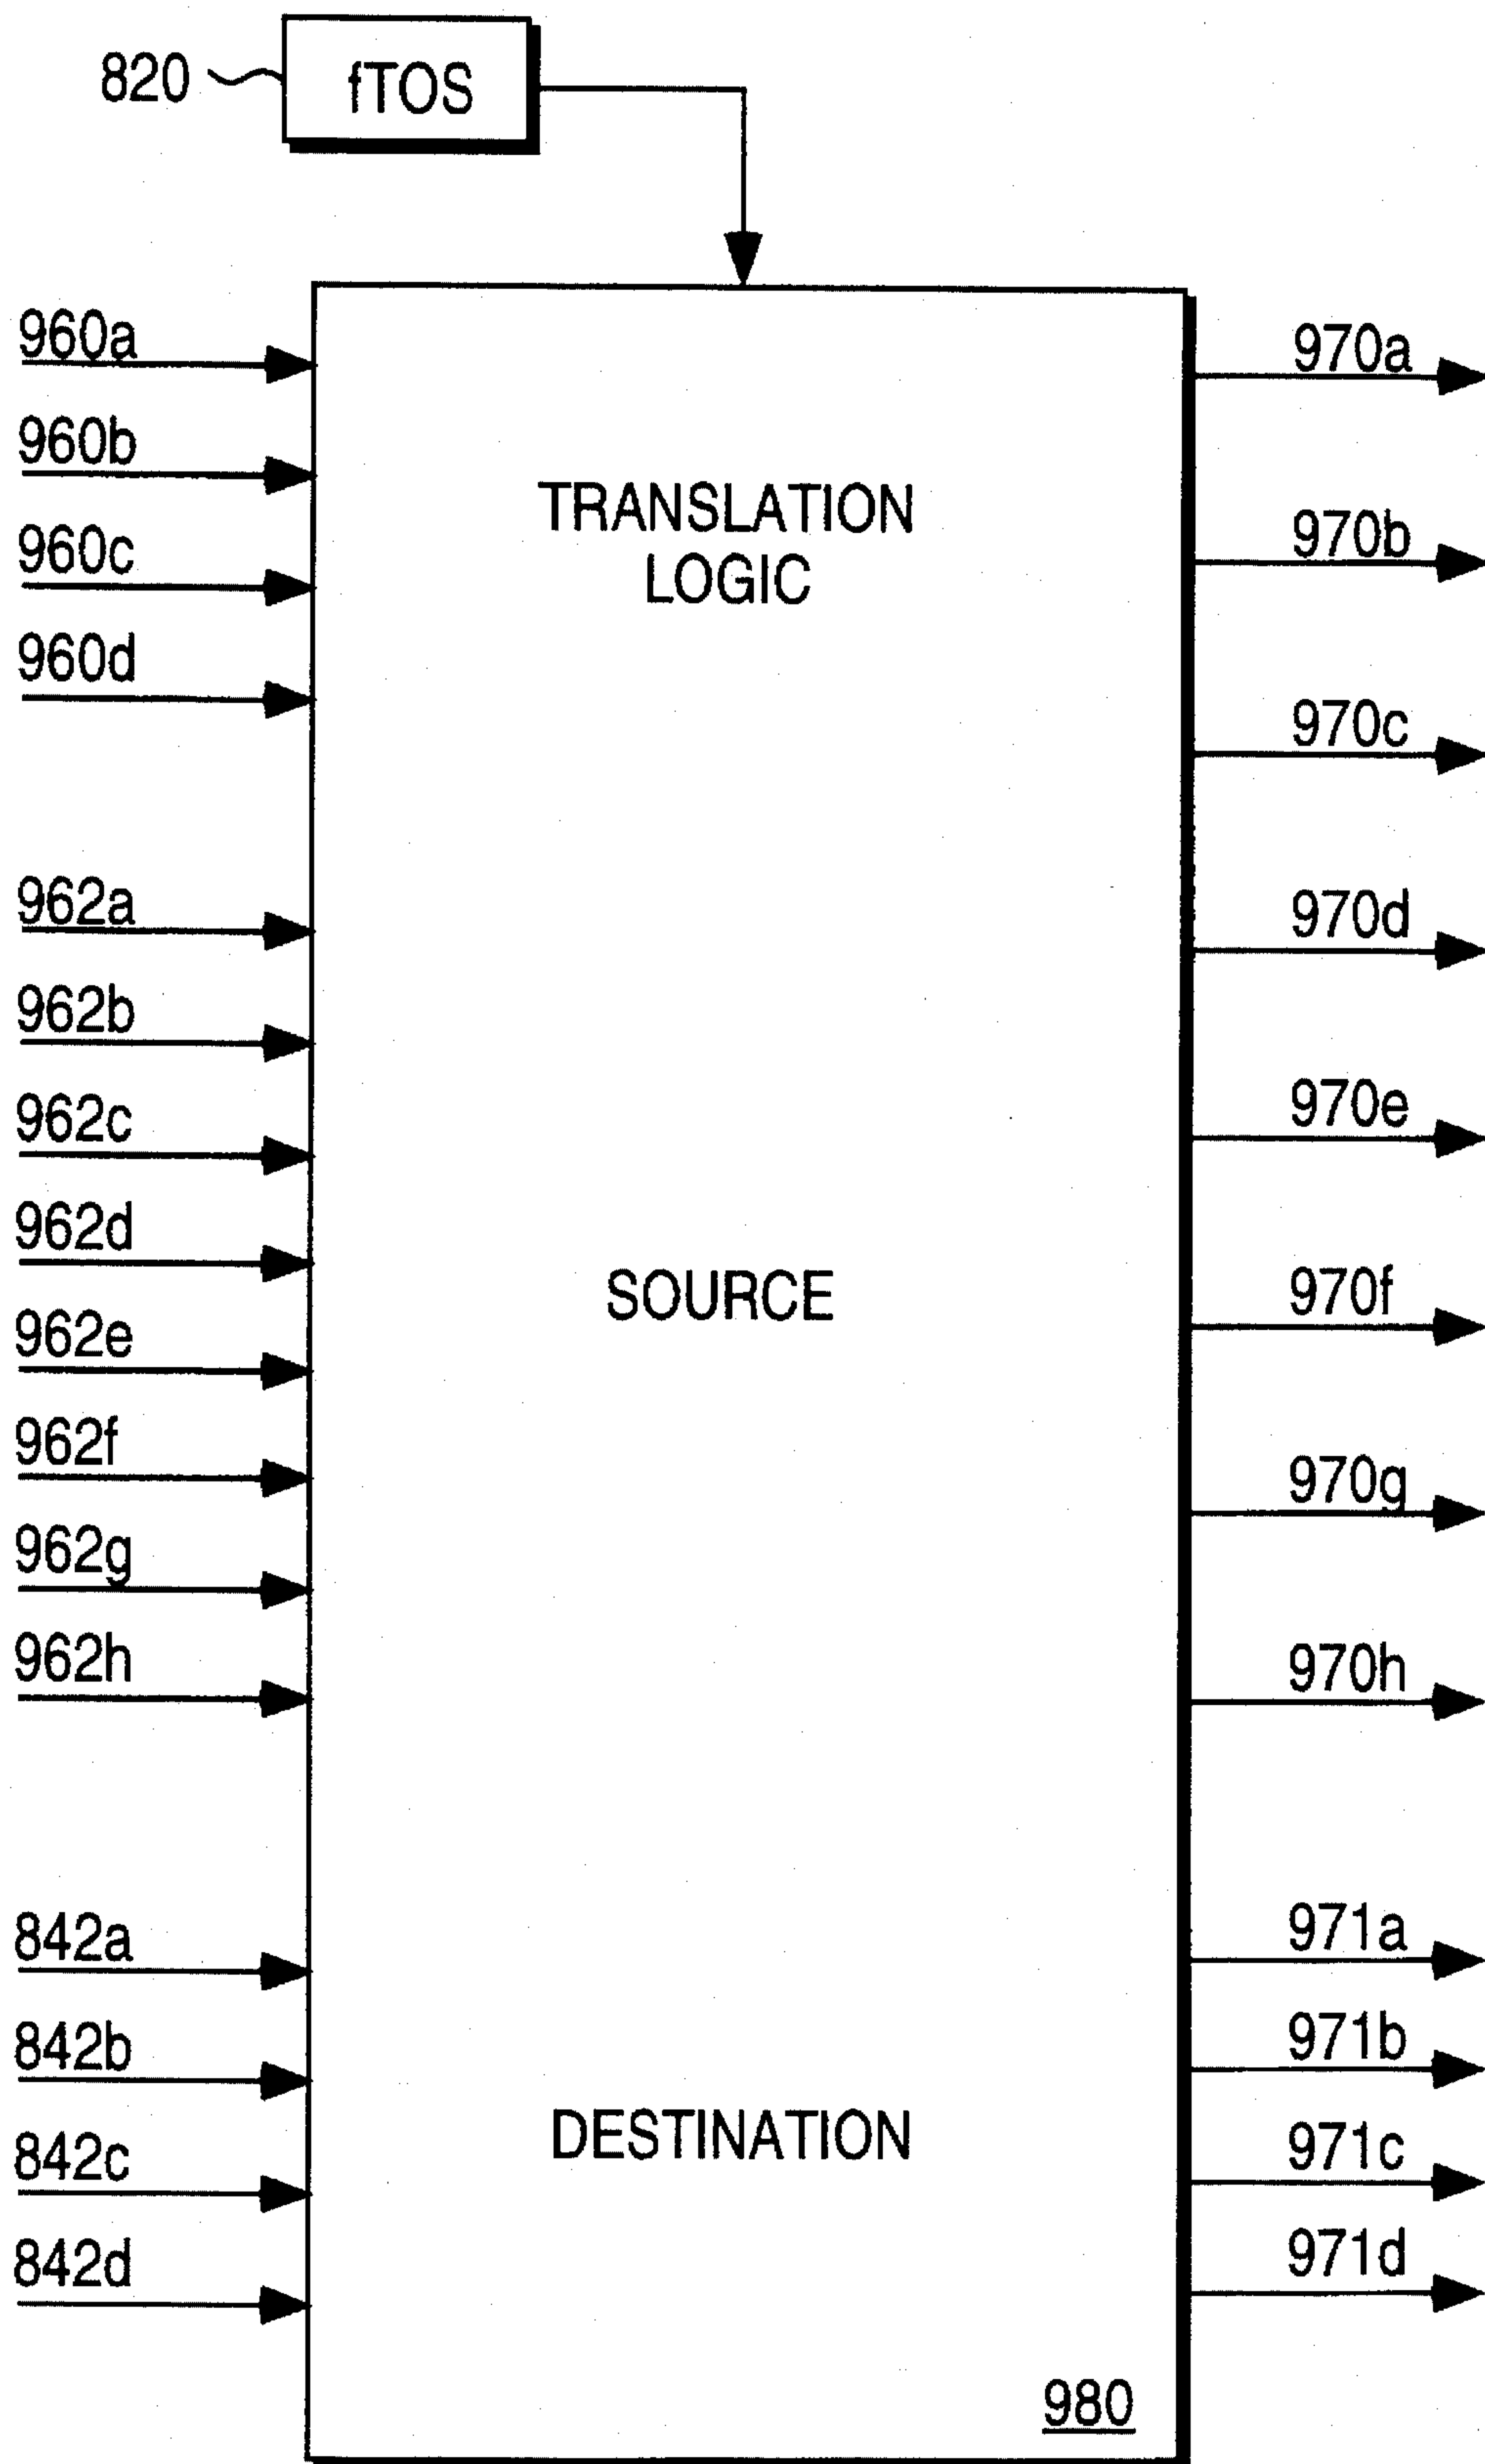 820
fTOS
960a
960b
960c
960d
962a
962b
962c
962d
962e
962f
962g
962h
842a
842b
842c
842d
TRANSLATION
LOGIC
SOURCE
DESTINATION
980
970a
970b
970c
970d
970e
970f
970g
970h
971a
971b
971c
971d